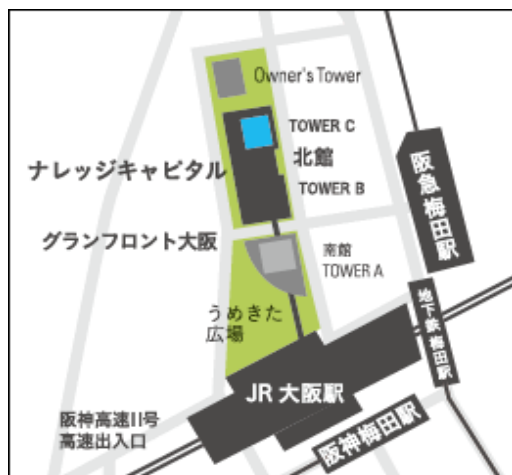 Owner's Tower
TOWER C
北館
ナレッジキャピタル
TOWER B
阪急梅田駅
グランフロント大阪
南館
TOWER A
うめきた
広場
地下鉄梅田駅
JR 大阪駅
阪神高速11号
高速出入口
阪神梅田駅